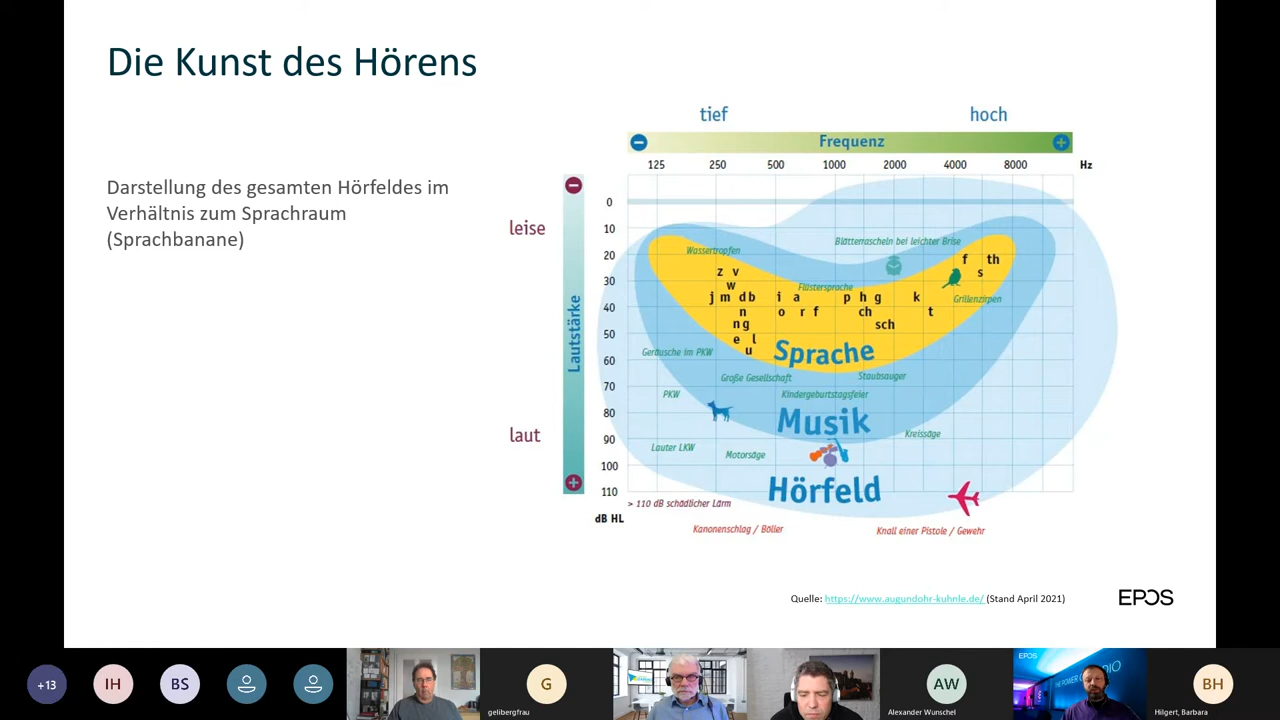 Die Kunst des Hörens
Darstellung des gesamten Hörfeldes im
Verhältnis zum Sprachraum
(Sprachbanane)
tief
hoch
Frequenz
125 250 500 1000 2000 4000 8000 Hz
leise
Lautstärke
laut
0
10
20
30
40
50
60
70
80
90
100
110
dB HL
Blätterrascheln bei leichter Brise
Wassertropfen
f th
z v
s
w
Flüstersprache
j m d b i a p h g k
Grillenzirpen
n o r f ch t
ng sch
e l
u
Sprache
Geräusche im PKW
Große Gesellschaft
Staubsauger
PKW
Kindergeburtstagsfeier
Musik
Kreissäge
Lauter LKW
Motorsäge
Hörfeld
> 110 dB schädlicher Lärm
Kanonenschlag / Böller
Knall einer Pistole / Gewehr
Quelle: https://www.augundohr-kuhnle.de/ (Stand April 2021)
EPOS
+13
IH
BS
G
gelibergfrau
AW
Alexander Wunschel
EPOS
BH
Hilgert, Barbara